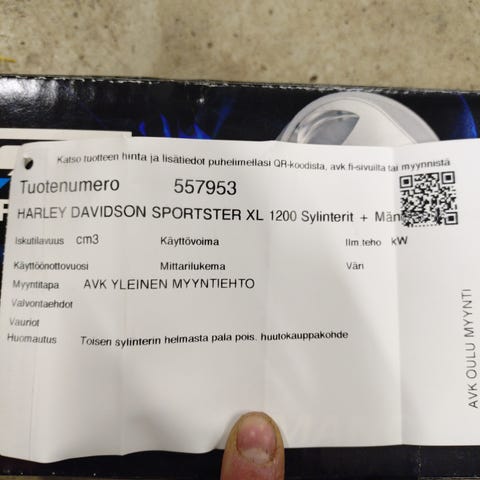 Katso tuotteen hinta ja lisätiedot puhelimellasi QR-koodista, avk.fi-sivuilta tai myynnistä
Tuotenumero 557953
HARLEY DAVIDSON SPORTSTER XL 1200 Sylinterit + Män
Iskutilavuus cm3 Käyttövoima Ilm.teho kW
Käyttöönottovuosi Mittarilukema Väri
Myyntitapa AVK YLEINEN MYYNTIEHTO
Valvontaehdot
Vauriot
Huomautus Toisen sylinterin helmasta pala pois. huutokauppakohde
AVK OULU MYYNTI